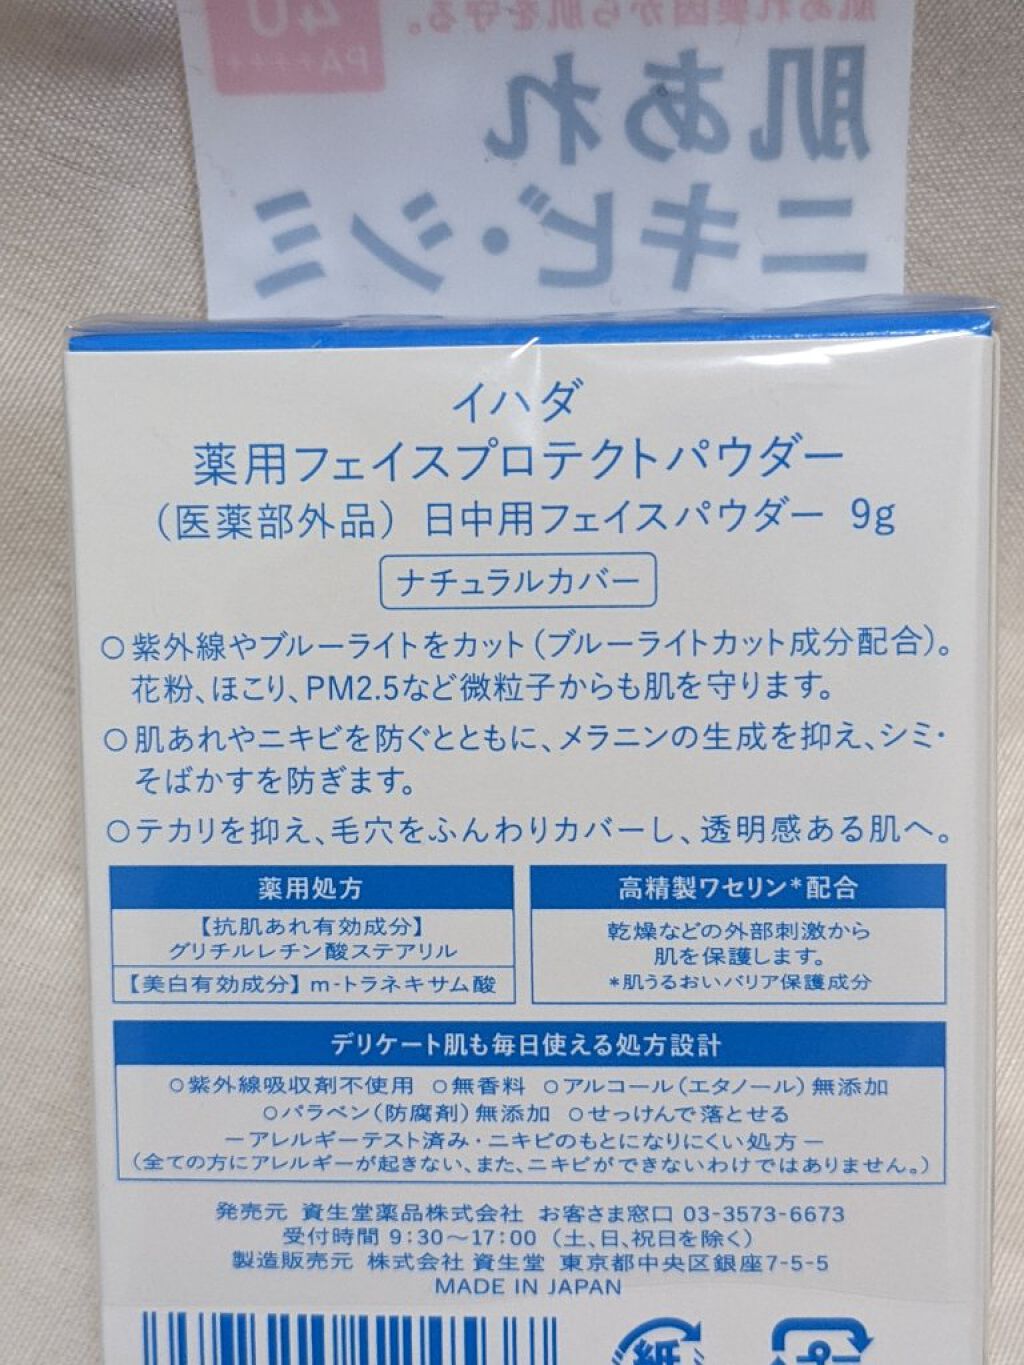 肌あれ要因から肌を守る。
40
PA++++
肌あれ
ニキビ・シミ
イハダ
薬用フェイスプロテクトパウダー
（医薬部外品） 日中用フェイスパウダー 9g
ナチュラルカバー
○紫外線やブルーライトをカット（ブルーライトカット成分配合）。
花粉、ほこり、PM2.5など微粒子からも肌を守ります。
○肌あれやニキビを防ぐとともに、メラニンの生成を抑え、シミ・
そばかすを防ぎます。
○テカリを抑え、毛穴をふんわりカバーし、透明感ある肌へ。
薬用処方
【抗肌あれ有効成分】
グリチルレチン酸ステアリル
【美白有効成分】m-トラネキサム酸
高精製ワセリン*配合
乾燥などの外部刺激から
肌を保護します。
*肌うるおいバリア保護成分
デリケート肌も毎日使える処方設計
○紫外線吸収剤不使用 ○無香料 ○アルコール（エタノール）無添加
○パラベン（防腐剤）無添加 ○せっけんで落とせる
―アレルギーテスト済み・ニキビのもとになりにくい処方―
（全ての方にアレルギーが起きない、また、ニキビができないわけではありません。）
発売元 資生堂薬品株式会社 お客さま窓口 03-3573-6673
受付時間 9:30～17:00（土、日、祝日を除く）
製造販売元 株式会社 資生堂 東京都中央区銀座7-5-5
MADE IN JAPAN
紙